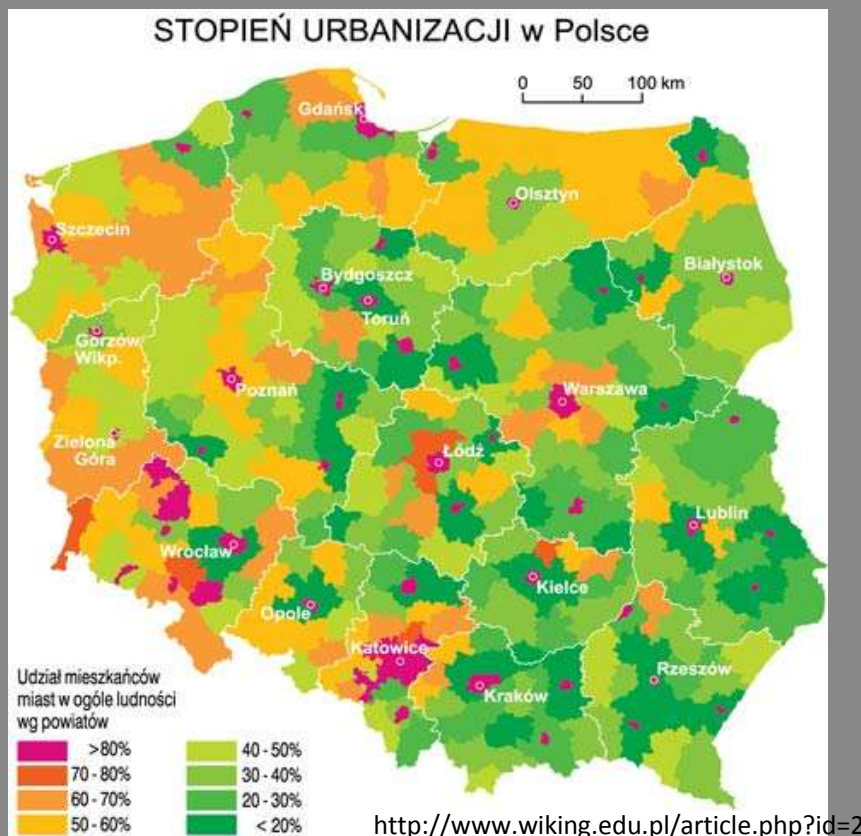 STOPIEŃ URBANIZACJI w Polsce
0 50 100 km
Gdańsk
Olsztyn
Szczecin
Białystok
Bydgoszcz
Toruń
Gorzów
Wlkp.
Poznań
Warszawa
Zielona
Góra
Łódź
Lublin
Wrocław
Kielce
Opole
Katowice
Rzeszów
Kraków
Udział mieszkańców
miast w ogóle ludności
wg powiatów
>80%
70 - 80%
60 - 70%
50 - 60%
40 - 50%
30 - 40%
20 - 30%
< 20%
http://www.wiking.edu.pl/article.php?id=2